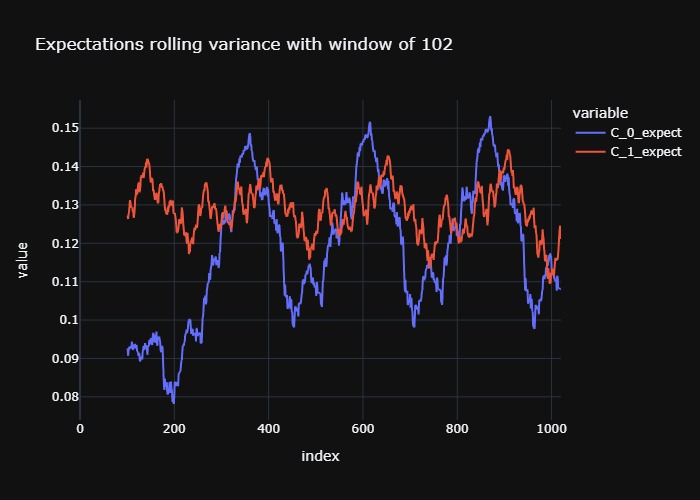 Expectations rolling variance with window of 102
variable
C_0_expect
C_1_expect
value
0.15
0.14
0.13
0.12
0.11
0.1
0.09
0.08
0
200
400
600
800
1000
index